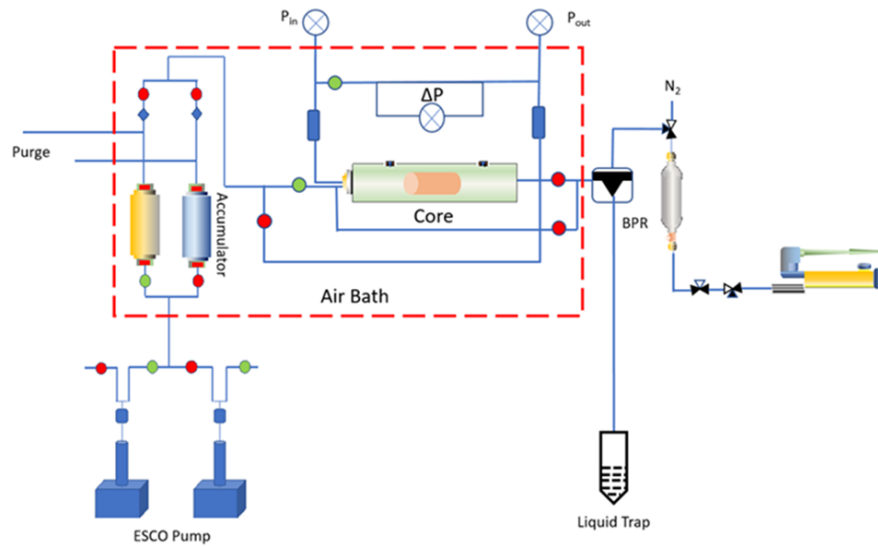 Pin
Pout
ΔP
N2
Purge
Accumulator
Core
BPR
Air Bath
ESCO Pump
Liquid Trap